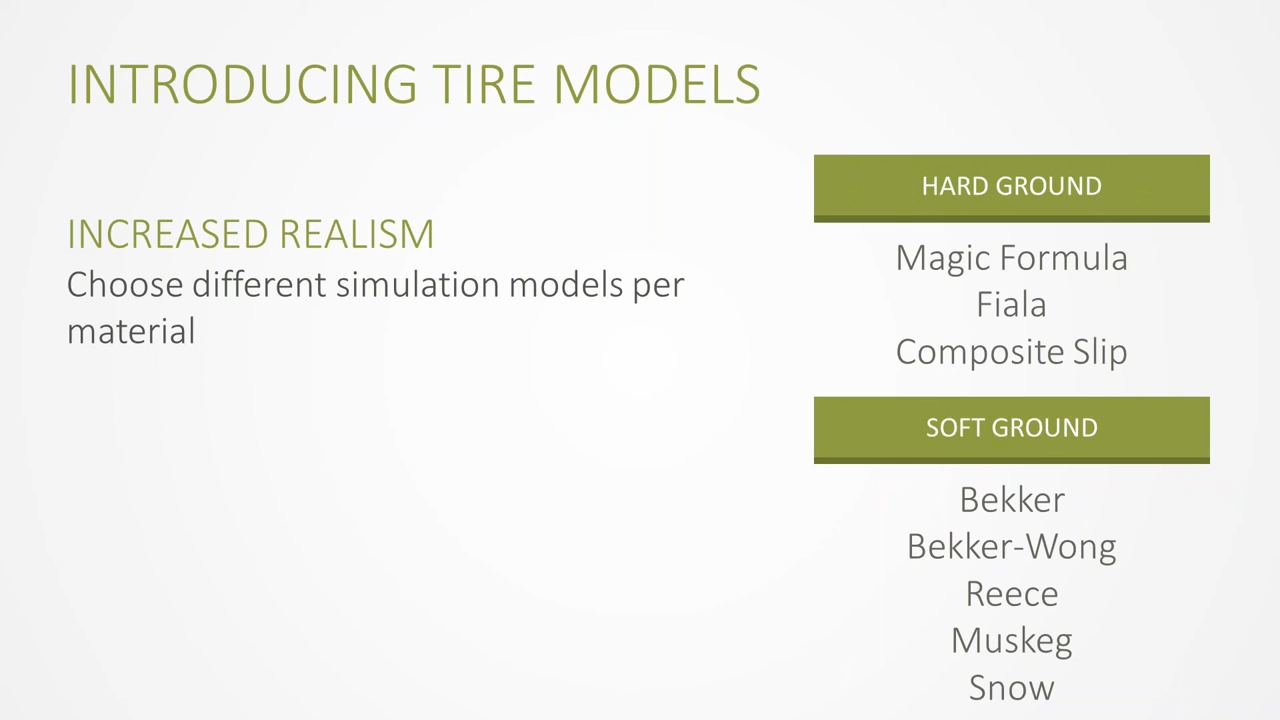 INTRODUCING TIRE MODELS
INCREASED REALISM
Choose different simulation models per
material
HARD GROUND
Magic Formula
Fiala
Composite Slip
SOFT GROUND
Bekker
Bekker-Wong
Reece
Muskeg
Snow